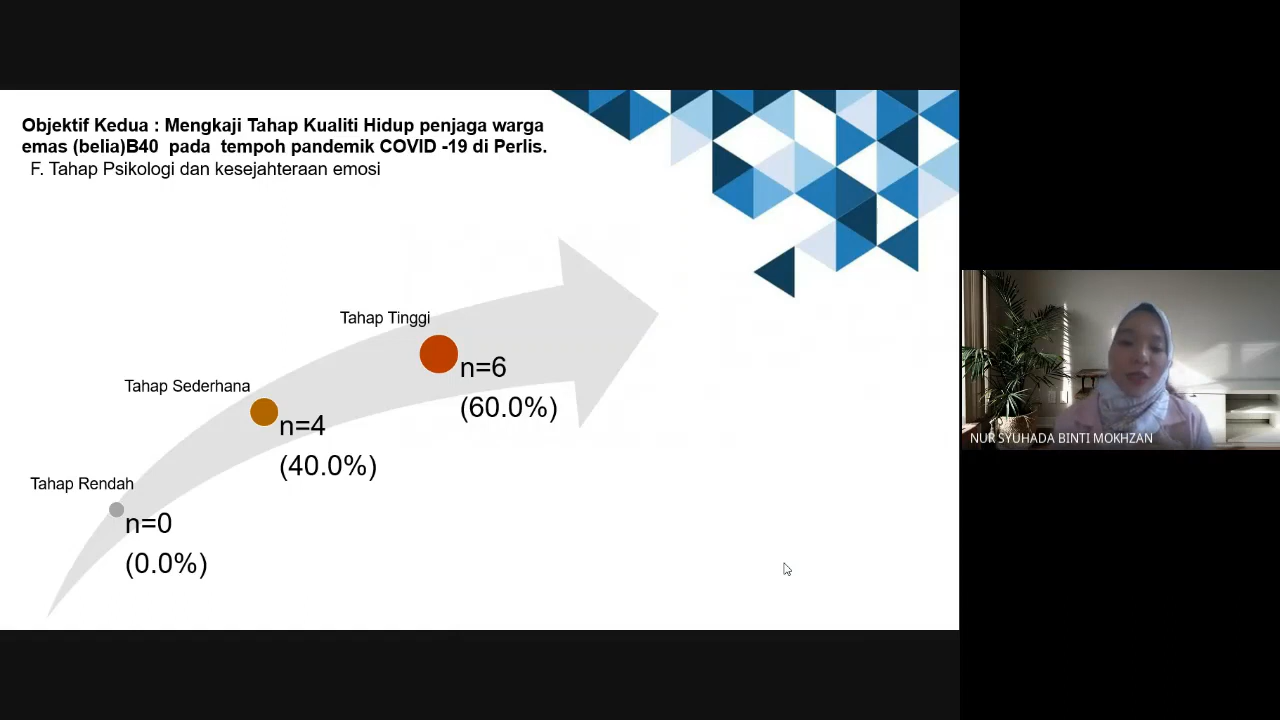 Objektif Kedua : Mengkaji Tahap Kualiti Hidup penjaga warga
emas (belia)B40 pada tempoh pandemik COVID -19 di Perlis.
F. Tahap Psikologi dan kesejahteraan emosi
Tahap Tinggi
n=6
(60.0%)
Tahap Sederhana
n=4
(40.0%)
Tahap Rendah
n=0
(0.0%)
NUR SYUHADA BINTI MOKHZAN